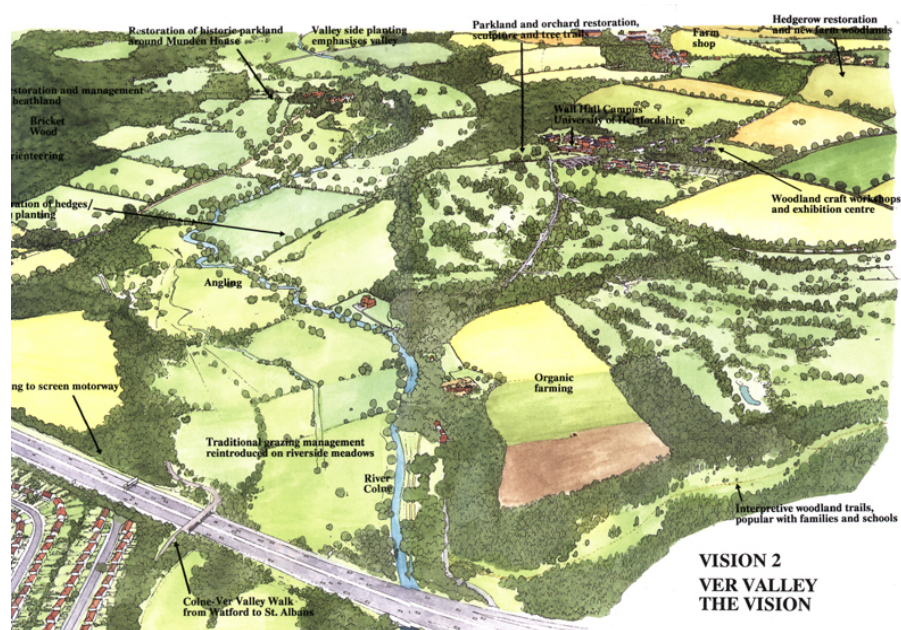 Restoration of historic parkland
around Munden House
Valley side planting
emphasises valley
Parkland and orchard restoration,
sculpture and tree trails
Farm
shop
Hedgerow restoration
and new farm woodlands
estoration and management
heathland
Bricket
Wood
rienteering
Wall Hall Campus
University of Hertfordshire
Woodland craft workshops
and exhibition centre
ration of hedges/
planting
Angling
ng to screen motorway
Organic
farming
Traditional grazing management
reintroduced on riverside meadows
River
Colne
Interpretive woodland trails,
popular with families and schools
Colne-Ver Valley Walk
from Watford to St. Albans
VISION 2
VER VALLEY
THE VISION